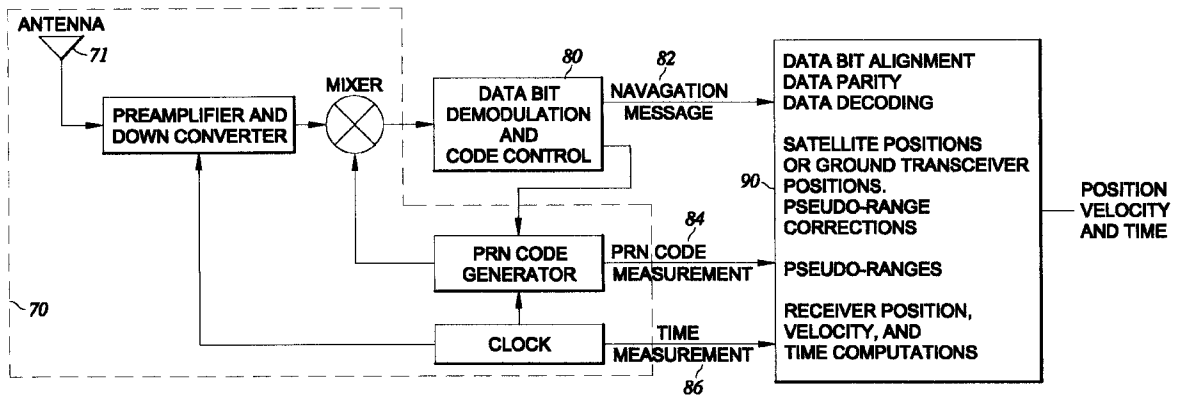 ANTENNA
71
PREAMPLIFIER AND
DOWN CONVERTER
MIXER
80
DATA BIT
DEMODULATION
AND
CODE CONTROL
82
NAVAGATION
MESSAGE
PRN CODE
GENERATOR
84
PRN CODE
MEASUREMENT
CLOCK
TIME
MEASUREMENT
86
70
90
DATA BIT ALIGNMENT
DATA PARITY
DATA DECODING
SATELLITE POSITIONS
OR GROUND TRANSCEIVER
POSITIONS.
PSEUDO-RANGE
CORRECTIONS
PSEUDO-RANGES
RECEIVER POSITION,
VELOCITY, AND
TIME COMPUTATIONS
POSITION
VELOCITY
AND TIME